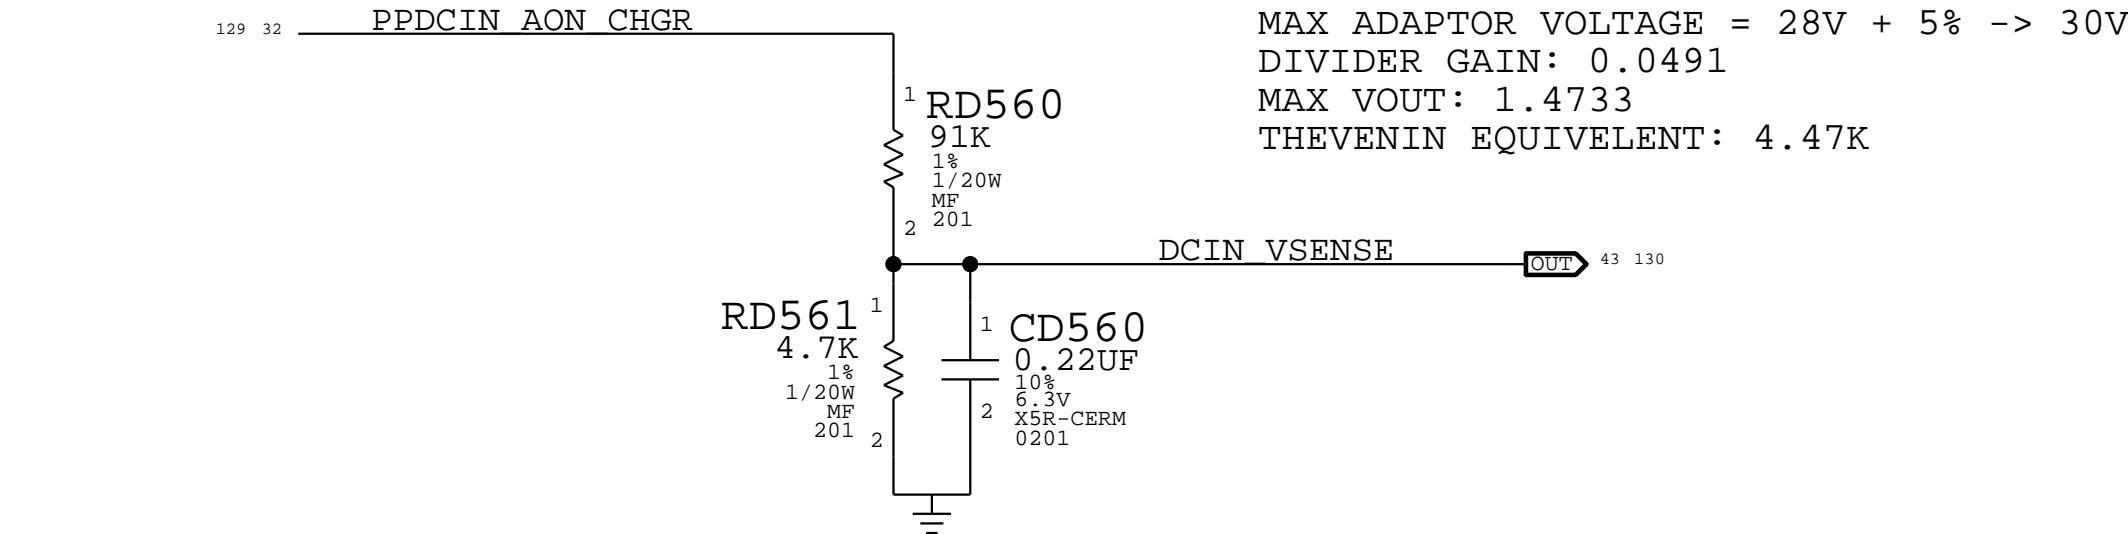 129 32 PPDCIN_AON_CHGR
MAX ADAPTOR VOLTAGE = 28V + 5% -> 30V
DIVIDER GAIN: 0.0491
MAX VOUT: 1.4733
THEVENIN EQUIVELENT: 4.47K
1
RD560
91K
1%
1/20W
MF
201
2
DCIN_VSENSE
OUT 43 130
RD561
1
4.7K
1%
1/20W
MF
201
2
1
CD560
0.22UF
10%
6.3V
X5R-CERM
0201
2